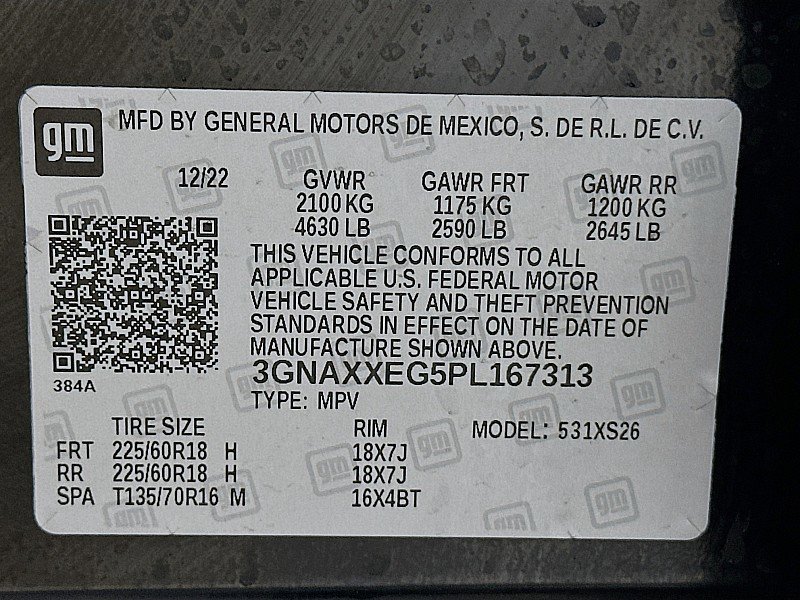 gm MFD BY GENERAL MOTORS DE MEXICO, S. DE R.L. DE C.V.
12/22 GVWR GAWR FRT GAWR RR
2100 KG 1175 KG 1200 KG
4630 LB 2590 LB 2645 LB
THIS VEHICLE CONFORMS TO ALL
APPLICABLE U.S. FEDERAL MOTOR
VEHICLE SAFETY AND THEFT PREVENTION
STANDARDS IN EFFECT ON THE DATE OF
MANUFACTURE SHOWN ABOVE.
384A 3GNAXXEG5PL167313
TYPE: MPV
TIRE SIZE RIM MODEL: 531XS26
FRT 225/60R18 H 18X7J
RR 225/60R18 H 18X7J
SPA T135/70R16 M 16X4BT